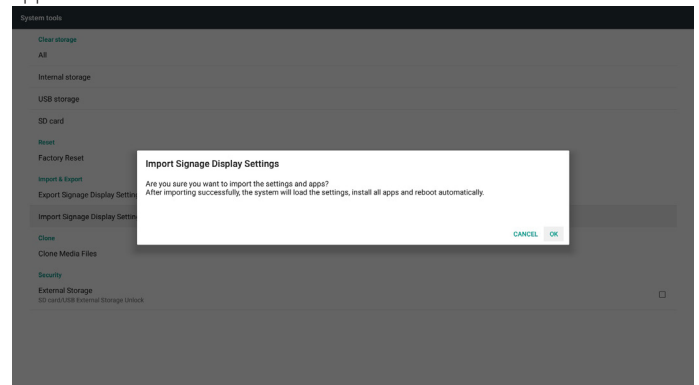 System tools
Clear storage
All
Internal storage
USB storage
SD card
Reset
Factory Reset
Import & Export
Export Signage Display Settin
Import Signage Display Settin
Clone
Clone Media Files
Security
External Storage
SD card/USB External Storage Unlock
Import Signage Display Settings
Are you sure you want to import the settings and apps?
After importing successfully, the system will load the settings, install all apps and reboot automatically.
CANCEL OK